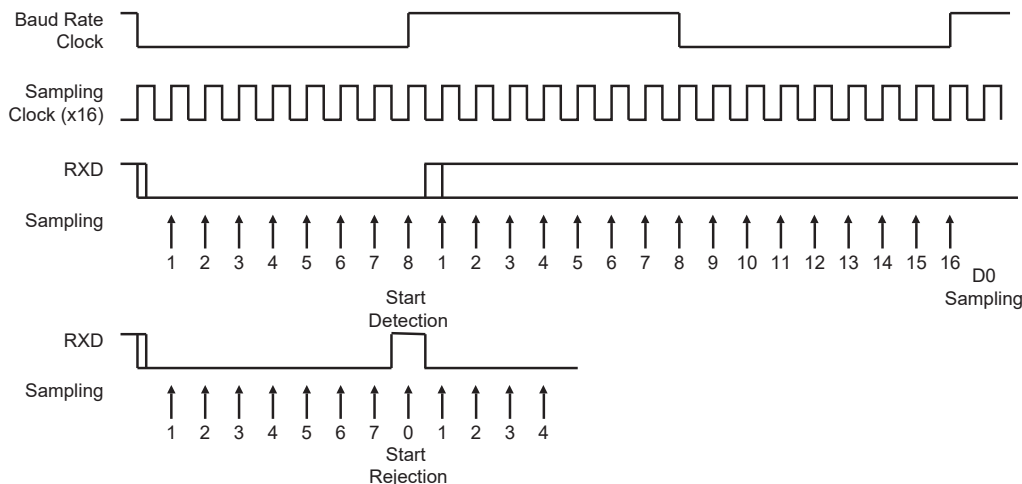 Baud Rate
Clock
Sampling
Clock (x16)
RXD
Sampling
1 2 3 4 5 6 7 8 1 2 3 4 5 6 7 8 9 10 11 12 13 14 15 16
D0
Sampling
Start
Detection
RXD
Sampling
1 2 3 4 5 6 7 0 1 2 3 4
Start
Rejection